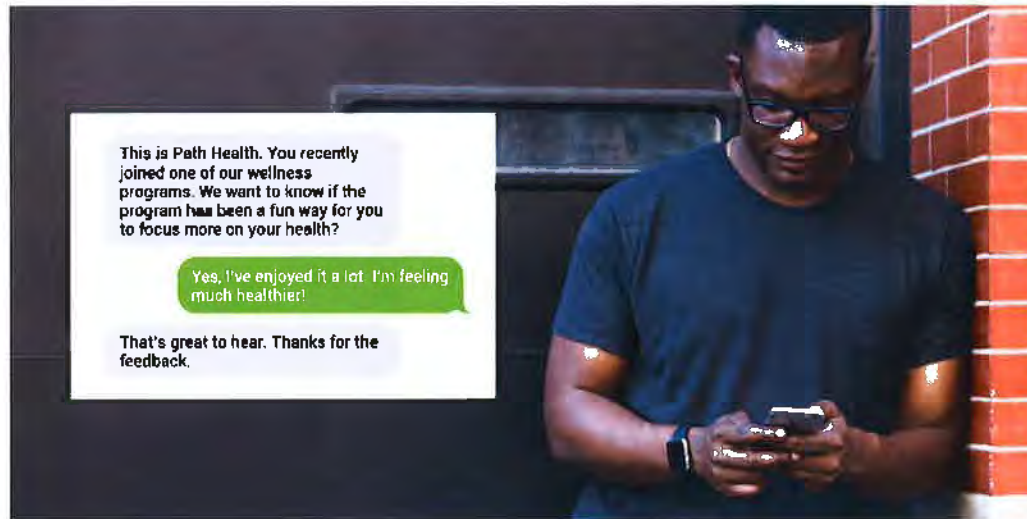 This is Path Health. You recently
joined one of our wellness
programs. We want to know if the
program has been a fun way for you
to focus more on your health?
Yes, I've enjoyed it a lot I'm feeling
much healthier!
That's great to hear. Thanks for the
feedback.